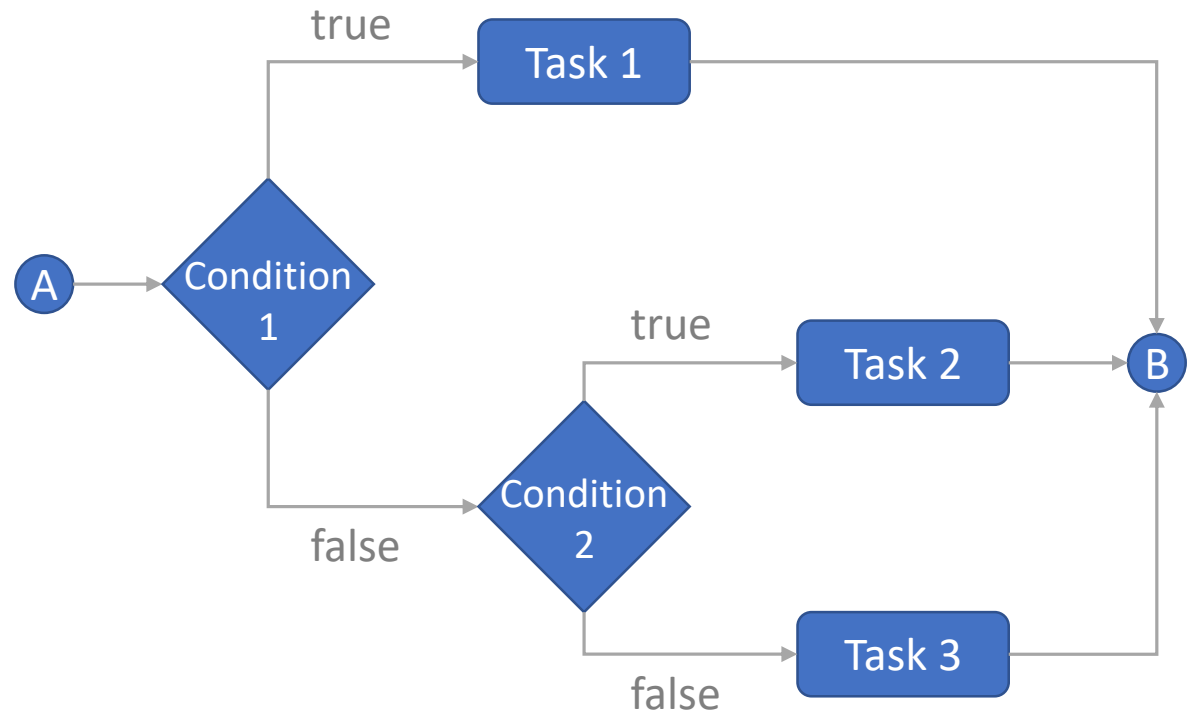 true
Task 1
A
Condition
1
true
Task 2
B
false
Condition
2
Task 3
false